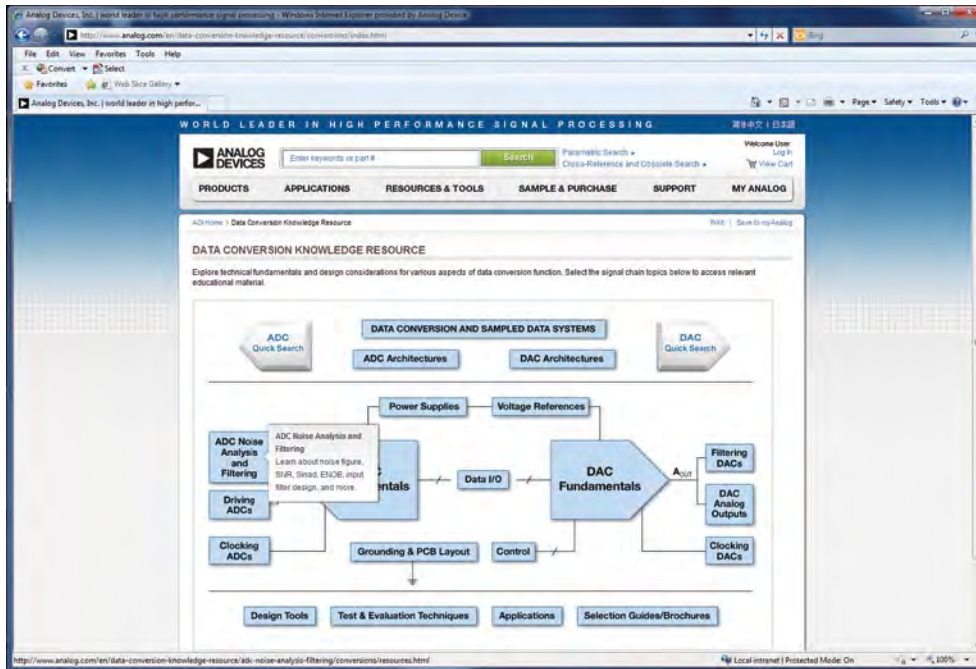 Analog Devices, Inc. | world leader in high performance signal processing - Windows Internet Explorer provided by Analog Device
http://www.analog.com/en/data-conversion-knowledge-resource/conversions/index.html
Bing
File Edit View Favorites Tools Help
X Convert Select
Favorites Web Slice Gallery
Analog Devices, Inc. | world leader in high perfor...
Page Safety Tools
WORLD LEADER IN HIGH PERFORMANCE SIGNAL PROCESSING
简体中文 | 日本語
ANALOG DEVICES
Enter keywords or part #
Search
Parametric Search
Cross-Reference and Obsolete Search
Welcome User
Log In
View Cart
PRODUCTS APPLICATIONS RESOURCES & TOOLS SAMPLE & PURCHASE SUPPORT MY ANALOG
ADI Home > Data Conversion Knowledge Resource
Print | Save to myAnalog
DATA CONVERSION KNOWLEDGE RESOURCE
Explore technical fundamentals and design considerations for various aspects of data conversion function. Select the signal chain topics below to access relevant
educational material.
ADC
Quick Search
DATA CONVERSION AND SAMPLED DATA SYSTEMS
DAC
Quick Search
ADC Architectures
DAC Architectures
Power Supplies
Voltage References
ADC Noise
Analysis
and
Filtering
ADC Noise Analysis and
Filtering
Learn about noise figure,
SNR, Sinad, ENOB, input
filter design, and more.
C
entals
Data I/O
DAC
Fundamentals
AOUT
Filtering
DACs
Driving
ADCs
DAC
Analog
Outputs
Clocking
ADCs
Grounding & PCB Layout
Control
Clocking
DACs
Design Tools
Test & Evaluation Techniques
Applications
Selection Guides/Brochures
http://www.analog.com/en/data-conversion-knowledge-resource/adc-noise-analysis-filtering/conversions/resources.html
Local intranet | Protected Mode: On
100%